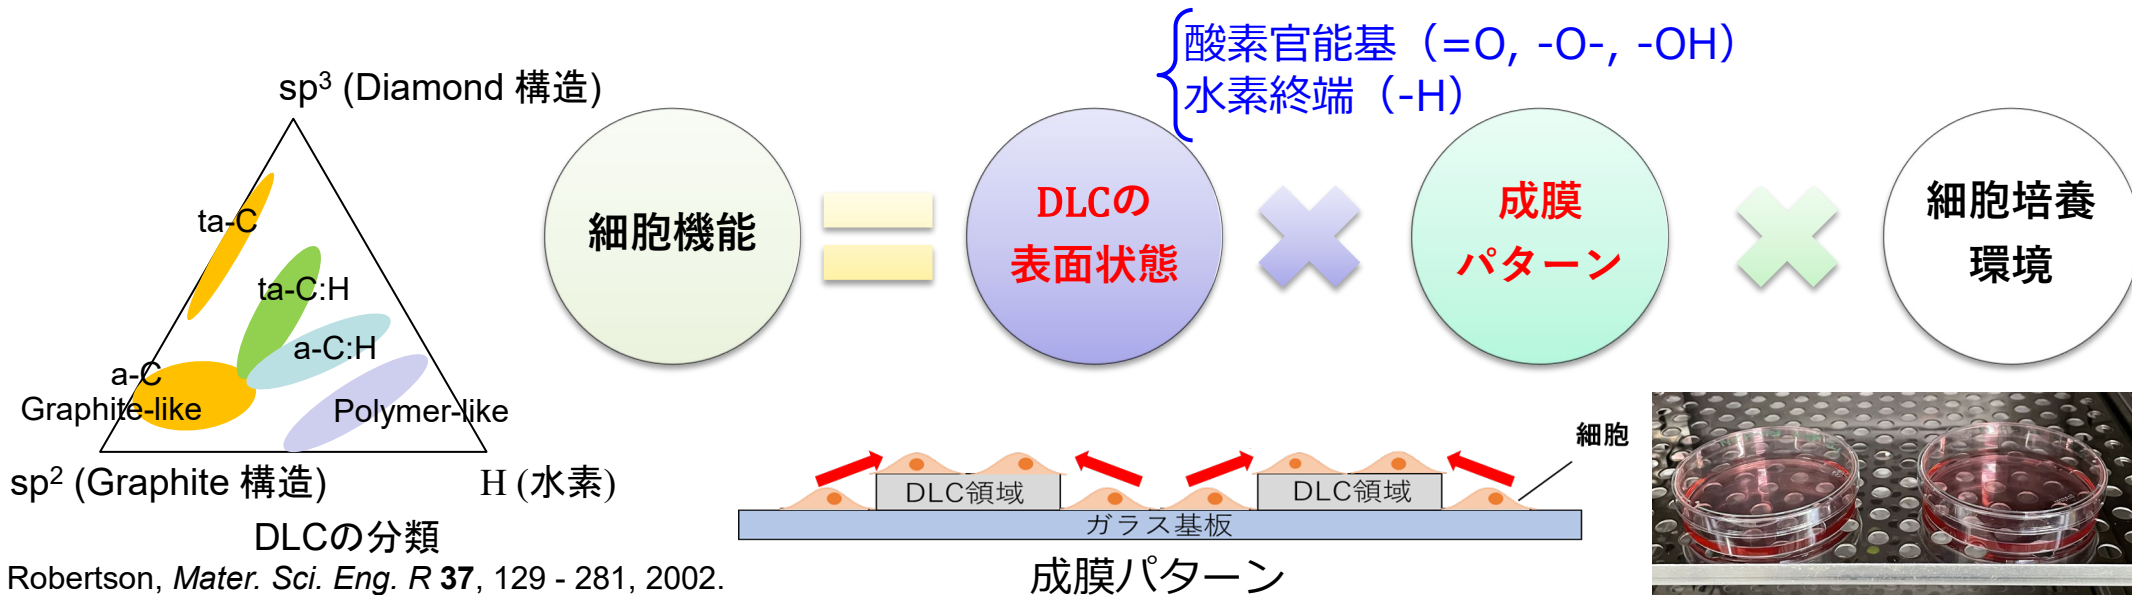 酸素官能基（=O, -O-, -OH）
水素終端（-H）
sp³ (Diamond 構造)
ta-C
ta-C:H
a-C:H
a-C
Graphite-like
Polymer-like
sp² (Graphite 構造)
H (水素)
DLCの分類
Robertson, Mater. Sci. Eng. R 37, 129 - 281, 2002.
細胞機能
DLCの
表面状態
成膜
パターン
細胞培養
環境
細胞
DLC領域
DLC領域
ガラス基板
成膜パターン